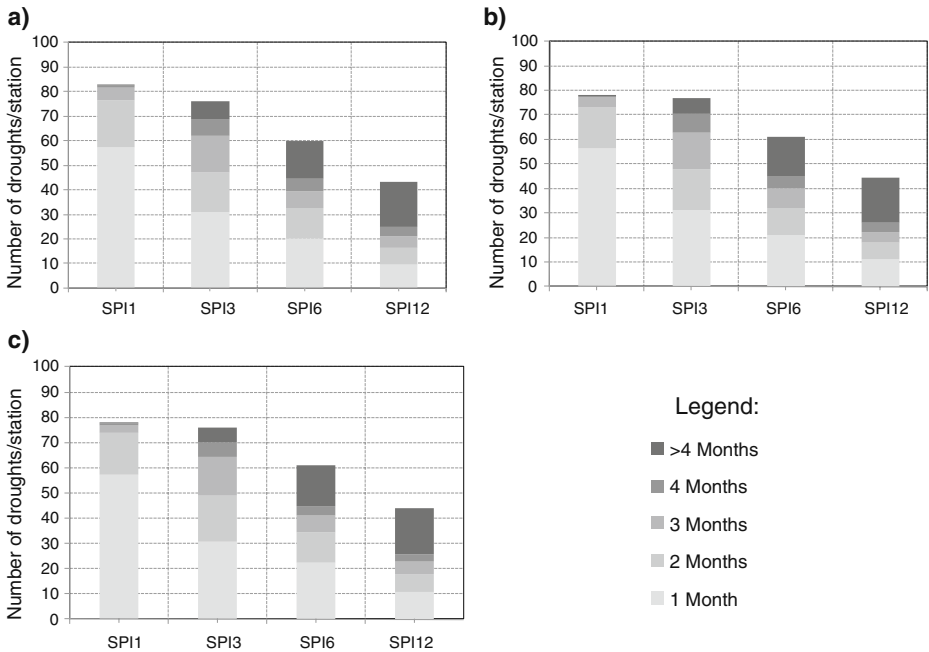 a)
Number of droughts/station
100
90
80
70
60
50
40
30
20
10
0
SPI1 SPI3 SPI6 SPI12
b)
Number of droughts/station
100
90
80
70
60
50
40
30
20
10
0
SPI1 SPI3 SPI6 SPI12
c)
Number of droughts/station
100
90
80
70
60
50
40
30
20
10
0
SPI1 SPI3 SPI6 SPI12
Legend:
>4 Months
4 Months
3 Months
2 Months
1 Month